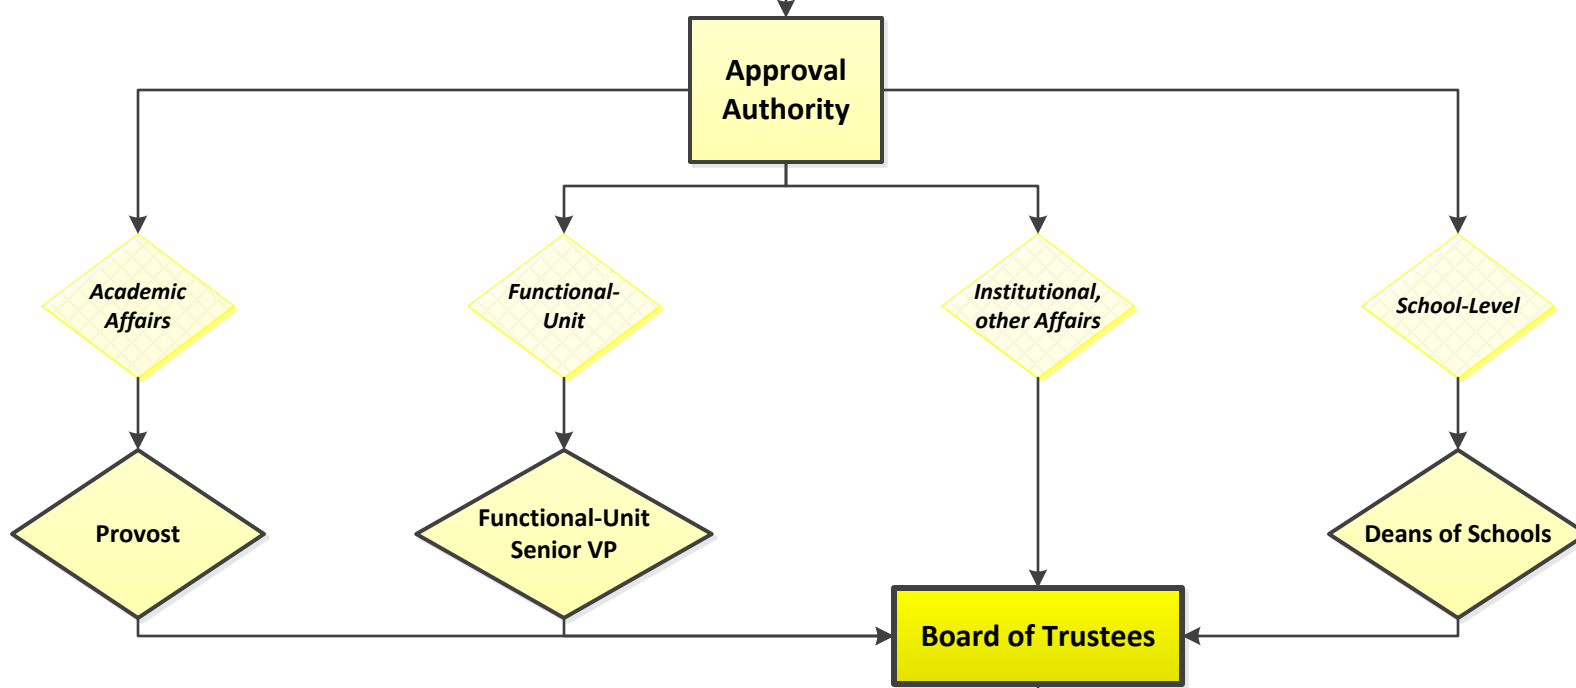 Approval
Authority
Academic
Affairs
Functional-
Unit
Institutional,
other Affairs
School-Level
Provost
Functional-Unit
Senior VP
Deans of Schools
Board of Trustees